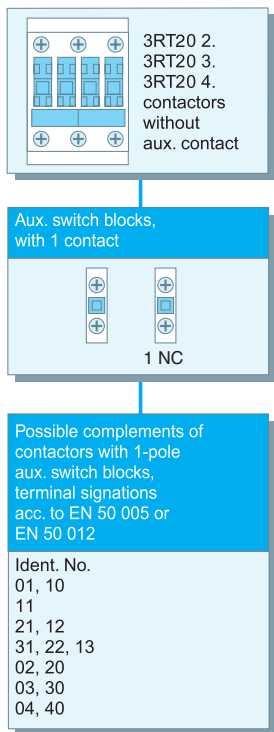 3RT20 2.
3RT20 3.
3RT20 4.
contactors
without
aux. contact
Aux. switch blocks,
with 1 contact
1 NC
Possible complements of
contactors with 1-pole
aux. switch blocks,
terminal signations
acc. to EN 50 005 or
EN 50 012
Ident. No.
01, 10
11
21, 12
31, 22, 13
02, 20
03, 30
04, 40